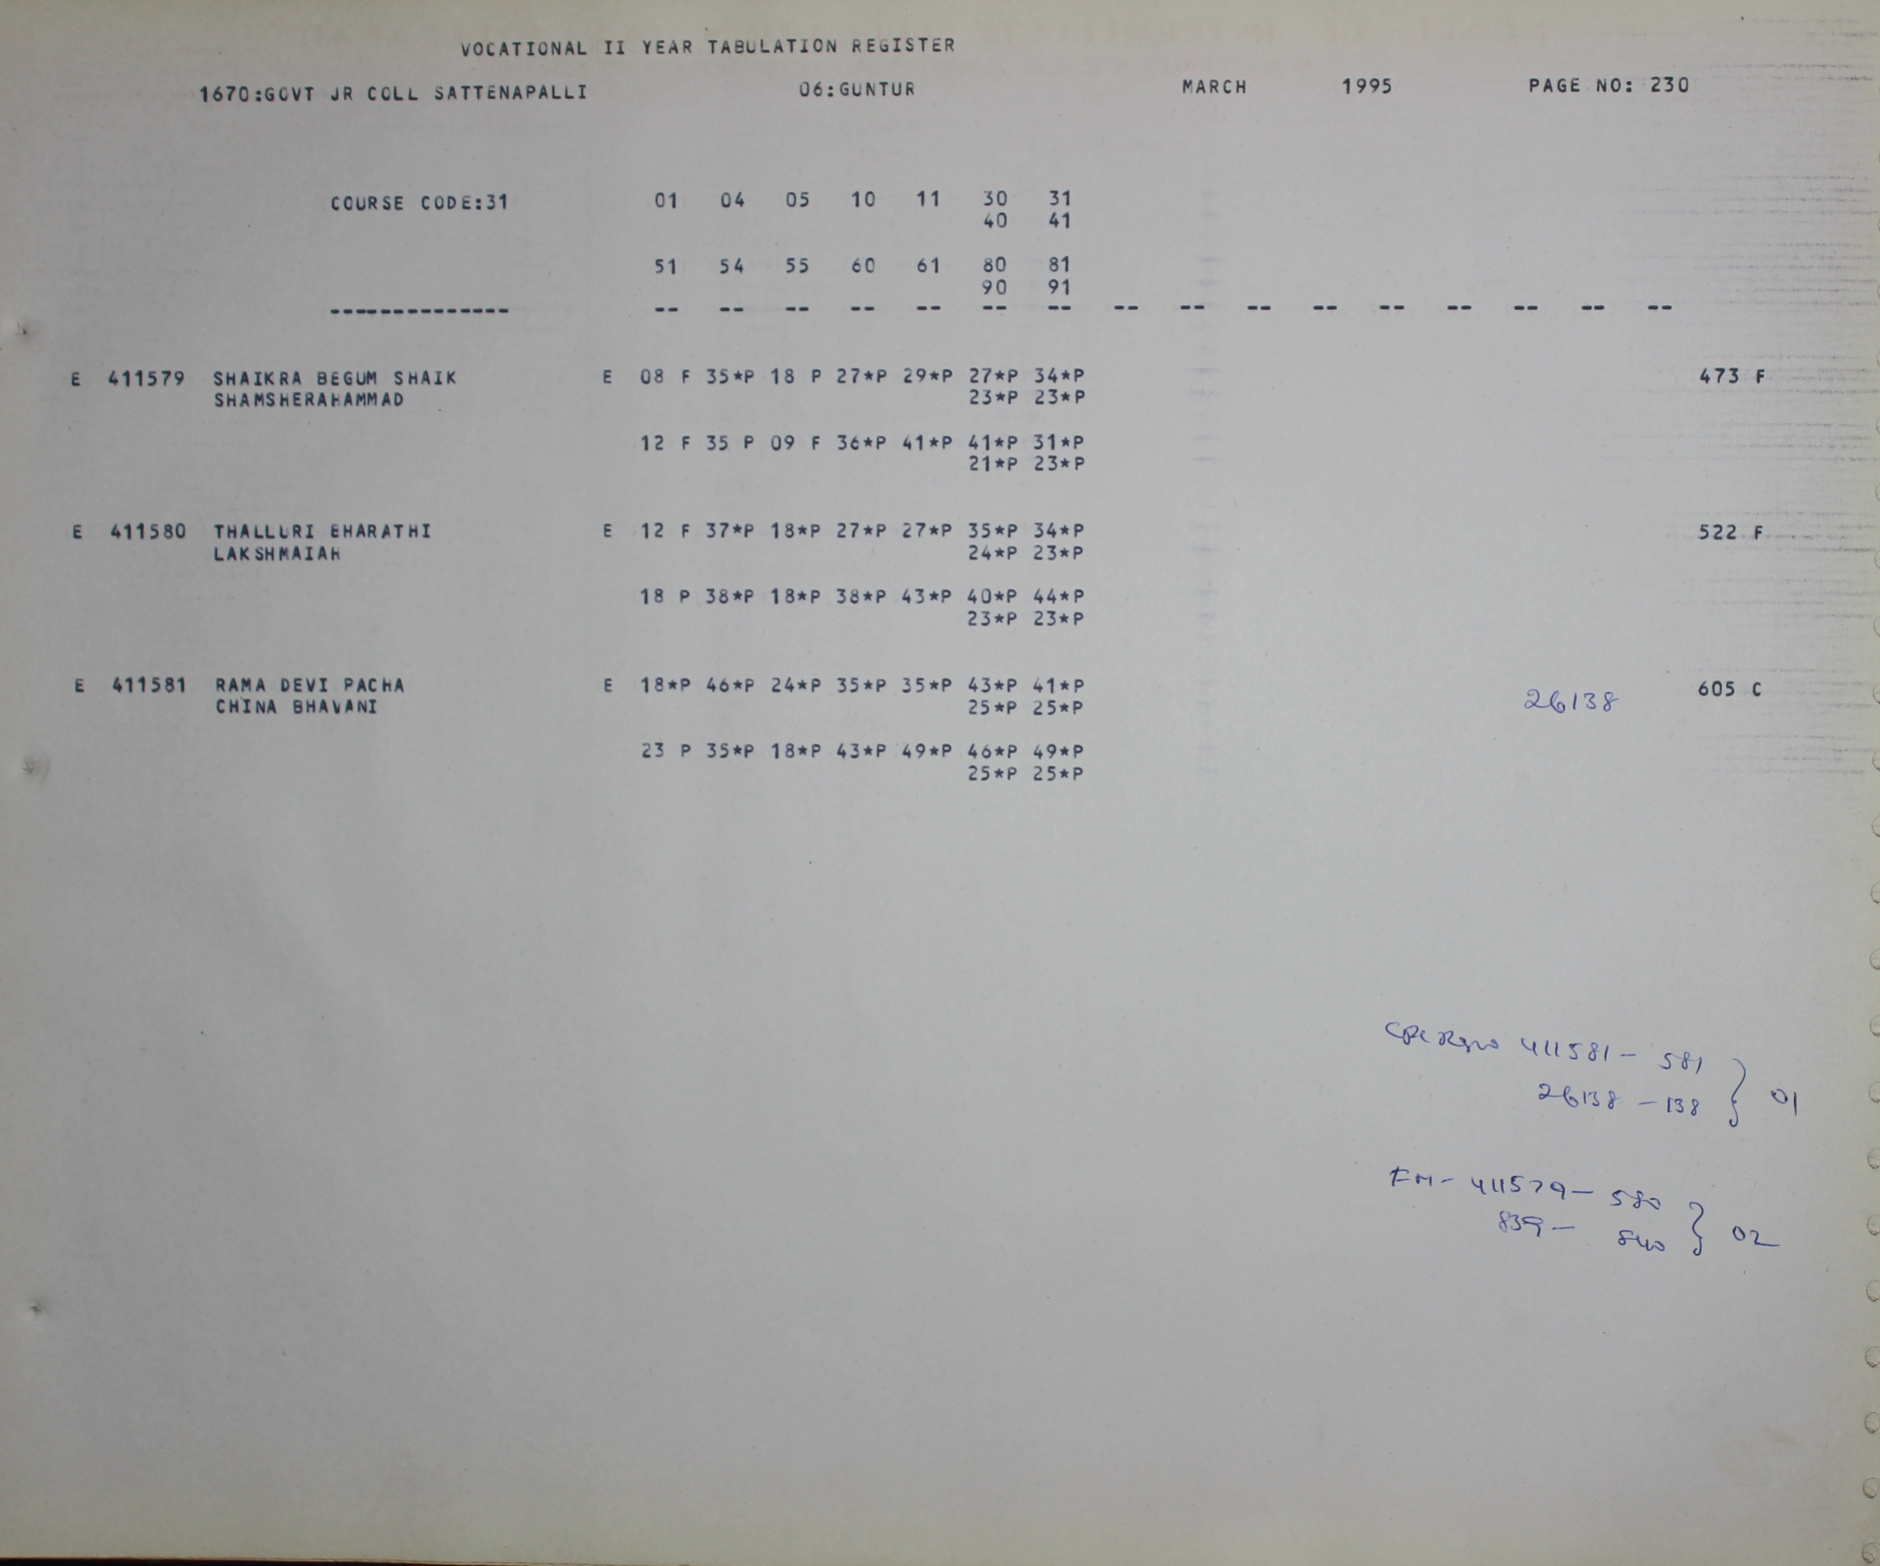 VOCATIONAL II YEAR TABULATION REGISTER
1670:GOVT JR COLL SATTENAPALLI 06:GUNTUR MARCH 1995 PAGE NO: 230
COURSE CODE:31 01 04 05 10 11 30 31
40 41
51 54 55 60 61 80 81
90 91
-------------- -- -- -- -- -- -- -- -- -- -- -- -- -- -- -- --
E 411579 SHAIKRA BEGUM SHAIK E 08 F 35*P 18 P 27*P 29*P 27*P 34*P 473 F
SHAMSHERAHAMMAD 23*P 23*P
12 F 35 P 09 F 36*P 41*P 41*P 31*P
21*P 23*P
E 411580 THALLURI BHARATHI E 12 F 37*P 18*P 27*P 27*P 35*P 34*P 522 F
LAKSHMAIAH 24*P 23*P
18 P 38*P 18*P 38*P 43*P 40*P 44*P
23*P 23*P
E 411581 RAMA DEVI PACHA E 18*P 46*P 24*P 35*P 35*P 43*P 41*P 26138 605 C
CHINA BHAVANI 25*P 25*P
23 P 35*P 18*P 43*P 49*P 46*P 49*P
25*P 25*P
411581 - 581
26138 - 138 } 01
FM - 411579 - 580
839 - 840 } 02